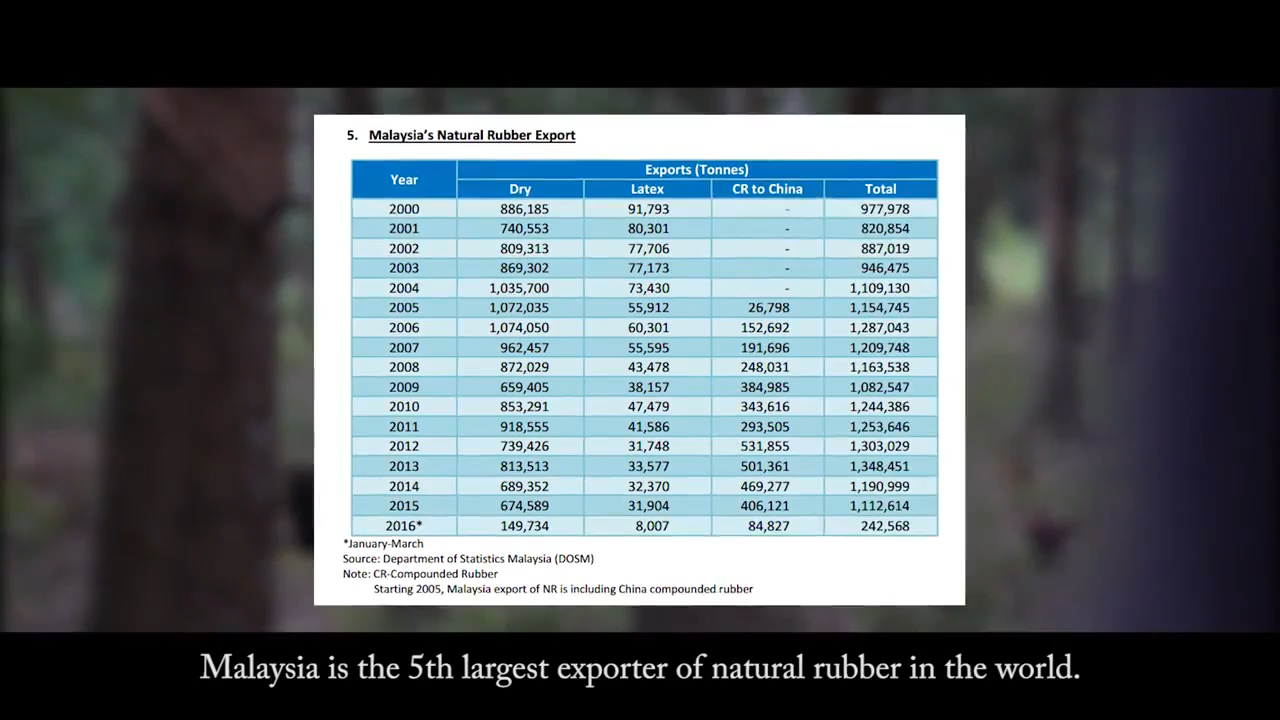 5. Malaysia's Natural Rubber Export
Year Exports (Tonnes)
Dry Latex CR to China Total
2000 886,185 91,793 - 977,978
2001 740,553 80,301 - 820,854
2002 809,313 77,706 - 887,019
2003 869,302 77,173 - 946,475
2004 1,035,700 73,430 - 1,109,130
2005 1,072,035 55,912 26,798 1,154,745
2006 1,074,050 60,301 152,692 1,287,043
2007 962,457 55,595 191,696 1,209,748
2008 872,029 43,478 248,031 1,163,538
2009 659,405 38,157 384,985 1,082,547
2010 853,291 47,479 343,616 1,244,386
2011 918,555 41,586 293,505 1,253,646
2012 739,426 31,748 531,855 1,303,029
2013 813,513 33,577 501,361 1,348,451
2014 689,352 32,370 469,277 1,190,999
2015 674,589 31,904 406,121 1,112,614
2016* 149,734 8,007 84,827 242,568
*January-March
Source: Department of Statistics Malaysia (DOSM)
Note: CR-Compounded Rubber
Starting 2005, Malaysia export of NR is including China compounded rubber
Malaysia is the 5th largest exporter of natural rubber in the world.